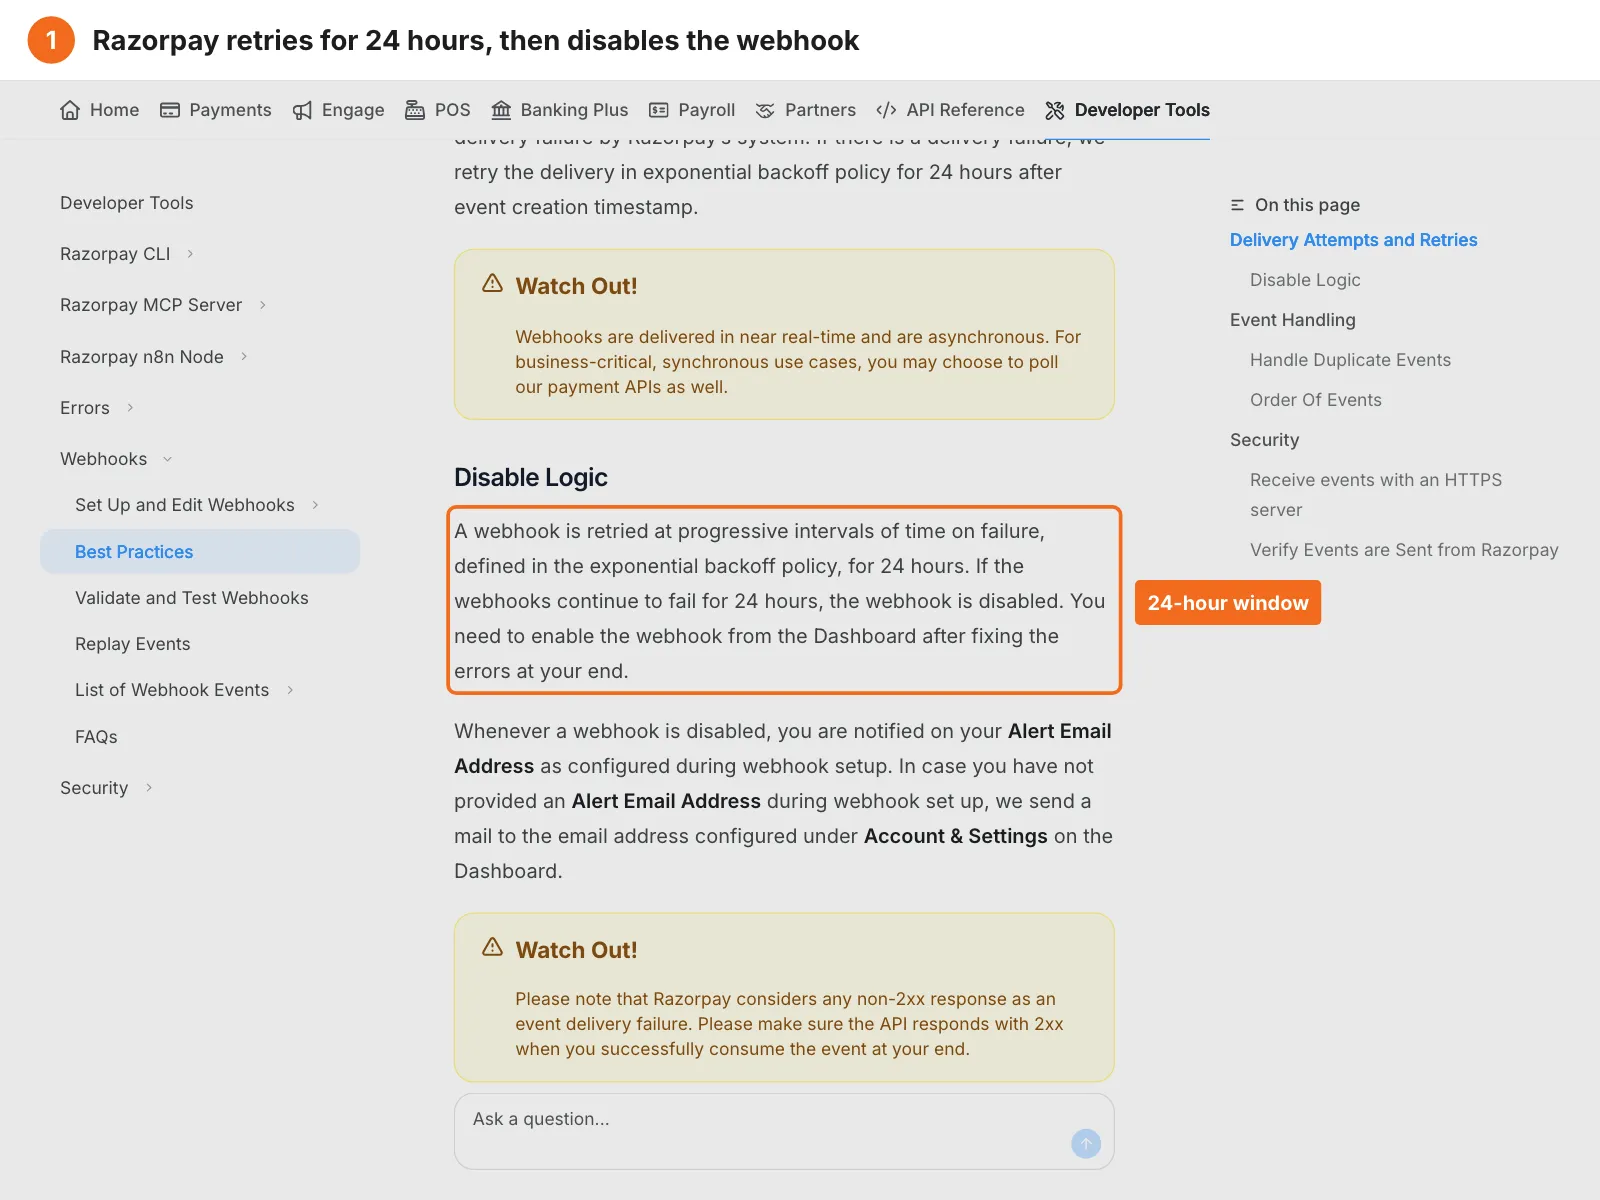 1
Razorpay retries for 24 hours, then disables the webhook
Home
Payments
Engage
POS
Banking Plus
Payroll
Partners
API Reference
Developer Tools
Developer Tools
Razorpay CLI
Razorpay MCP Server
Razorpay n8n Node
Errors
Webhooks
Set Up and Edit Webhooks
Best Practices
Validate and Test Webhooks
Replay Events
List of Webhook Events
FAQs
Security
delivery failure by Razorpay's system. If there is a delivery failure, we
retry the delivery in exponential backoff policy for 24 hours after
event creation timestamp.
Watch Out!
Webhooks are delivered in near real-time and are asynchronous. For
business-critical, synchronous use cases, you may choose to poll
our payment APIs as well.
Disable Logic
A webhook is retried at progressive intervals of time on failure,
defined in the exponential backoff policy, for 24 hours. If the
webhooks continue to fail for 24 hours, the webhook is disabled. You
need to enable the webhook from the Dashboard after fixing the
errors at your end.
24-hour window
Whenever a webhook is disabled, you are notified on your Alert Email
Address as configured during webhook setup. In case you have not
provided an Alert Email Address during webhook set up, we send a
mail to the email address configured under Account & Settings on the
Dashboard.
Watch Out!
Please note that Razorpay considers any non-2xx response as an
event delivery failure. Please make sure the API responds with 2xx
when you successfully consume the event at your end.
Ask a question...
On this page
Delivery Attempts and Retries
Disable Logic
Event Handling
Handle Duplicate Events
Order Of Events
Security
Receive events with an HTTPS
server
Verify Events are Sent from Razorpay